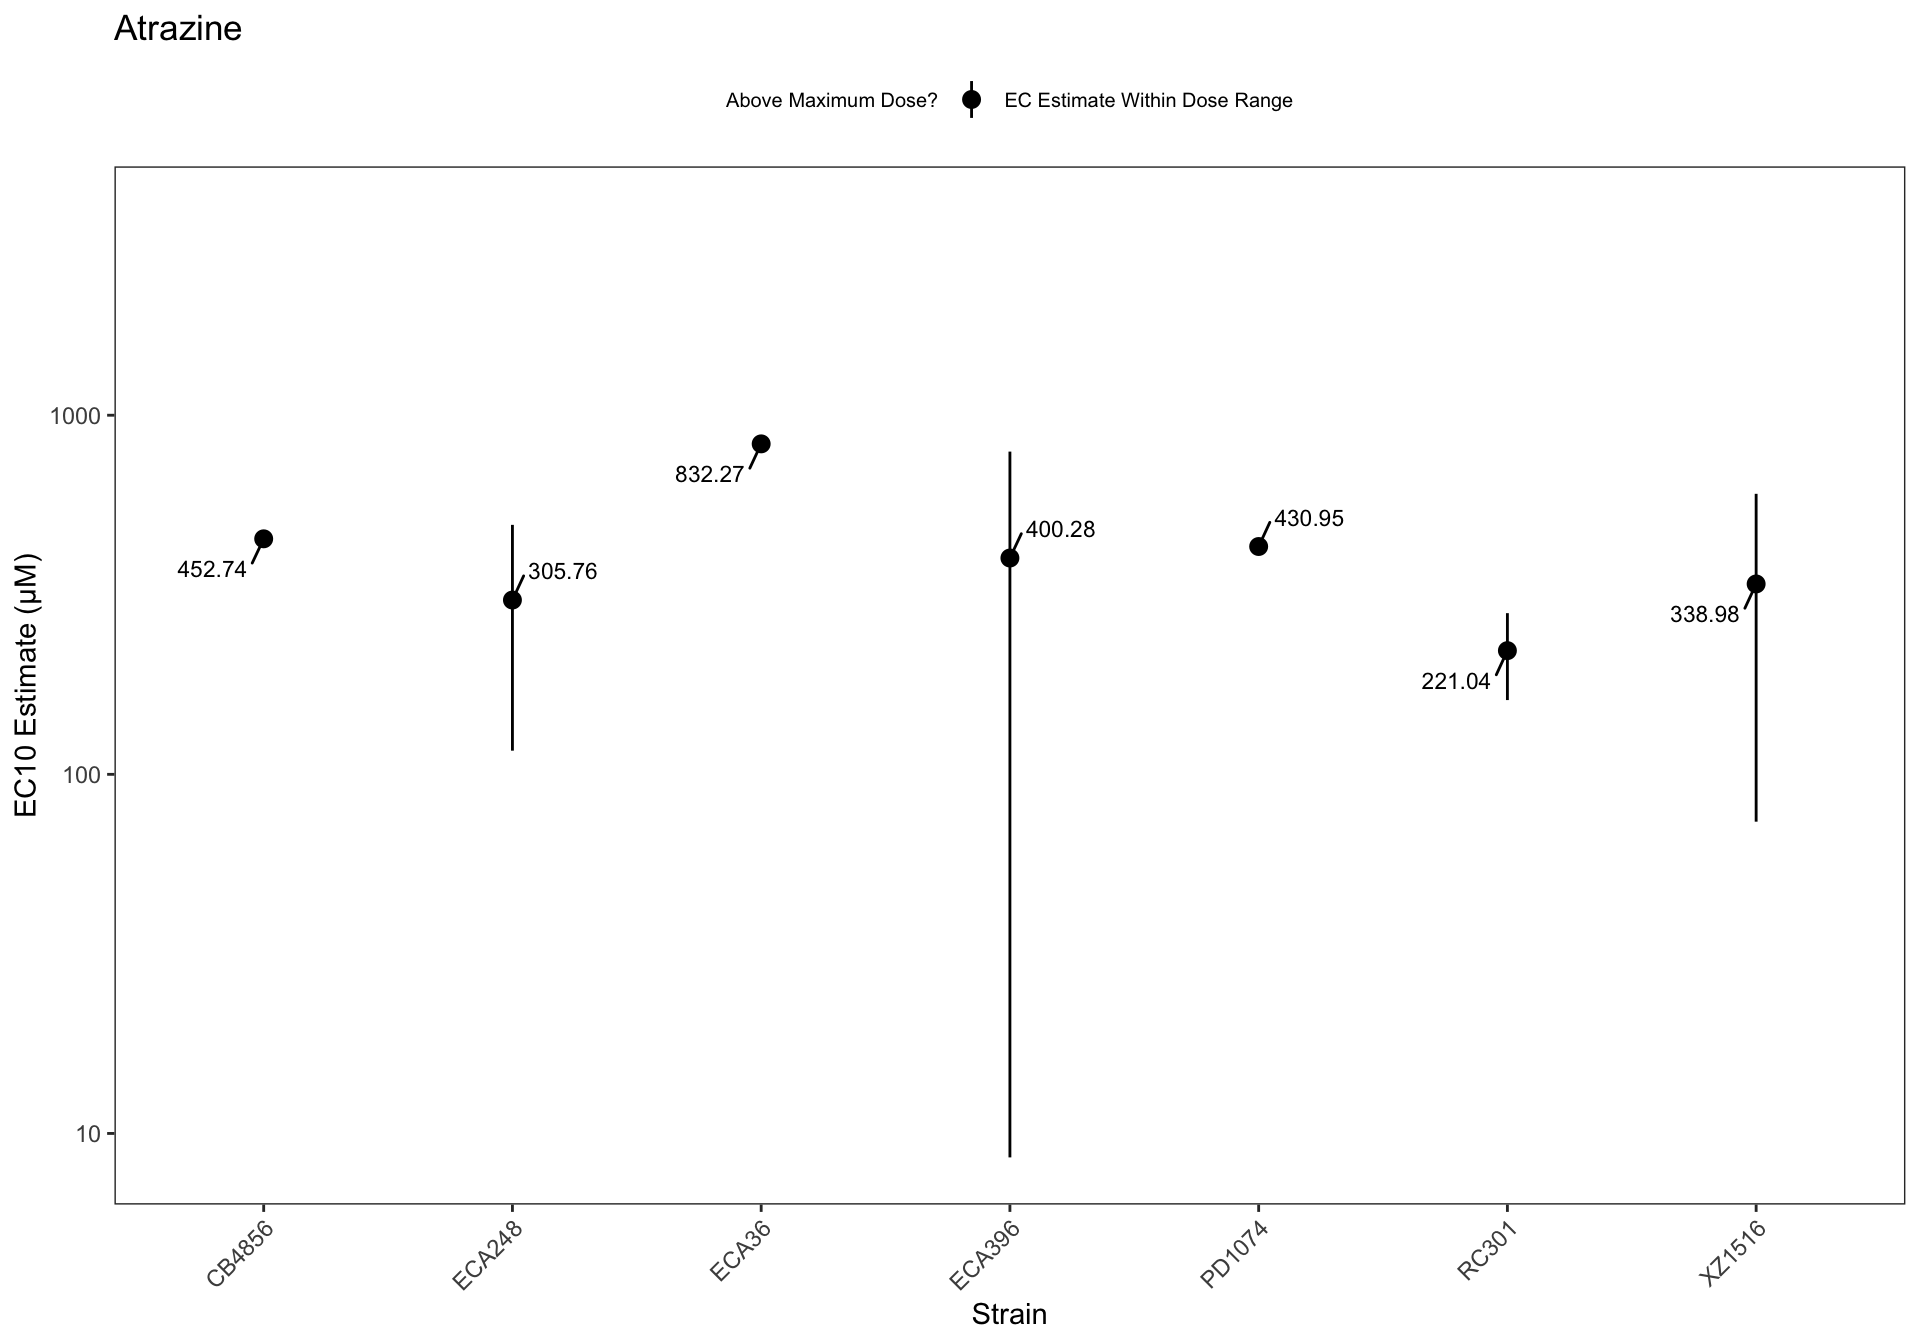 Atrazine
Above Maximum Dose? EC Estimate Within Dose Range
EC10 Estimate (µM)
1000
100
10
452.74
305.76
832.27
400.28
430.95
221.04
338.98
CB4856
ECA248
ECA36
ECA396
PD1074
RC301
XZ1516
Strain